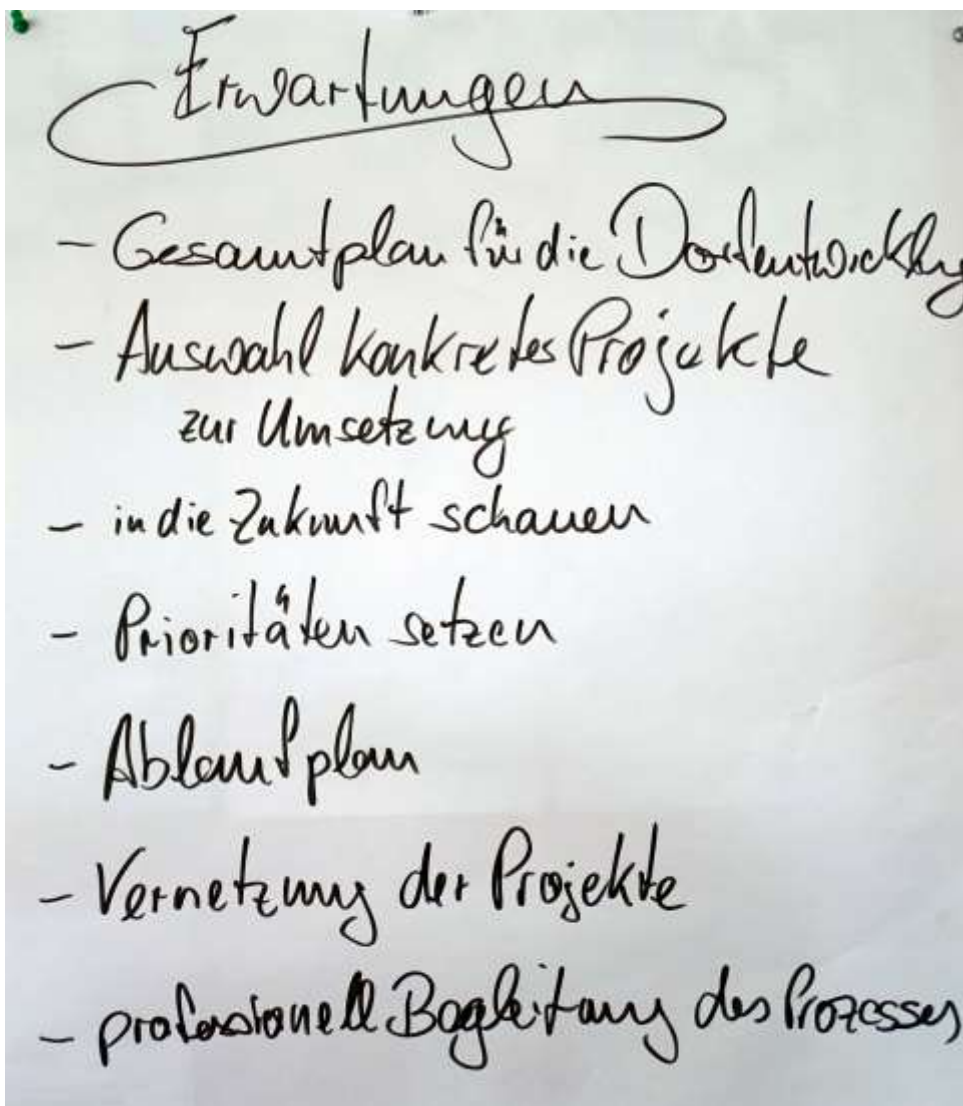 Erwartungen
- Gesamtplan für die Dorfentwicklung
- Auswahl konkreter Projekte
zur Umsetzung
- in die Zukunft schauen
- Prioritäten setzen
- Ablaufplan
- Vernetzung der Projekte
- professionell Begleitung des Prozesses